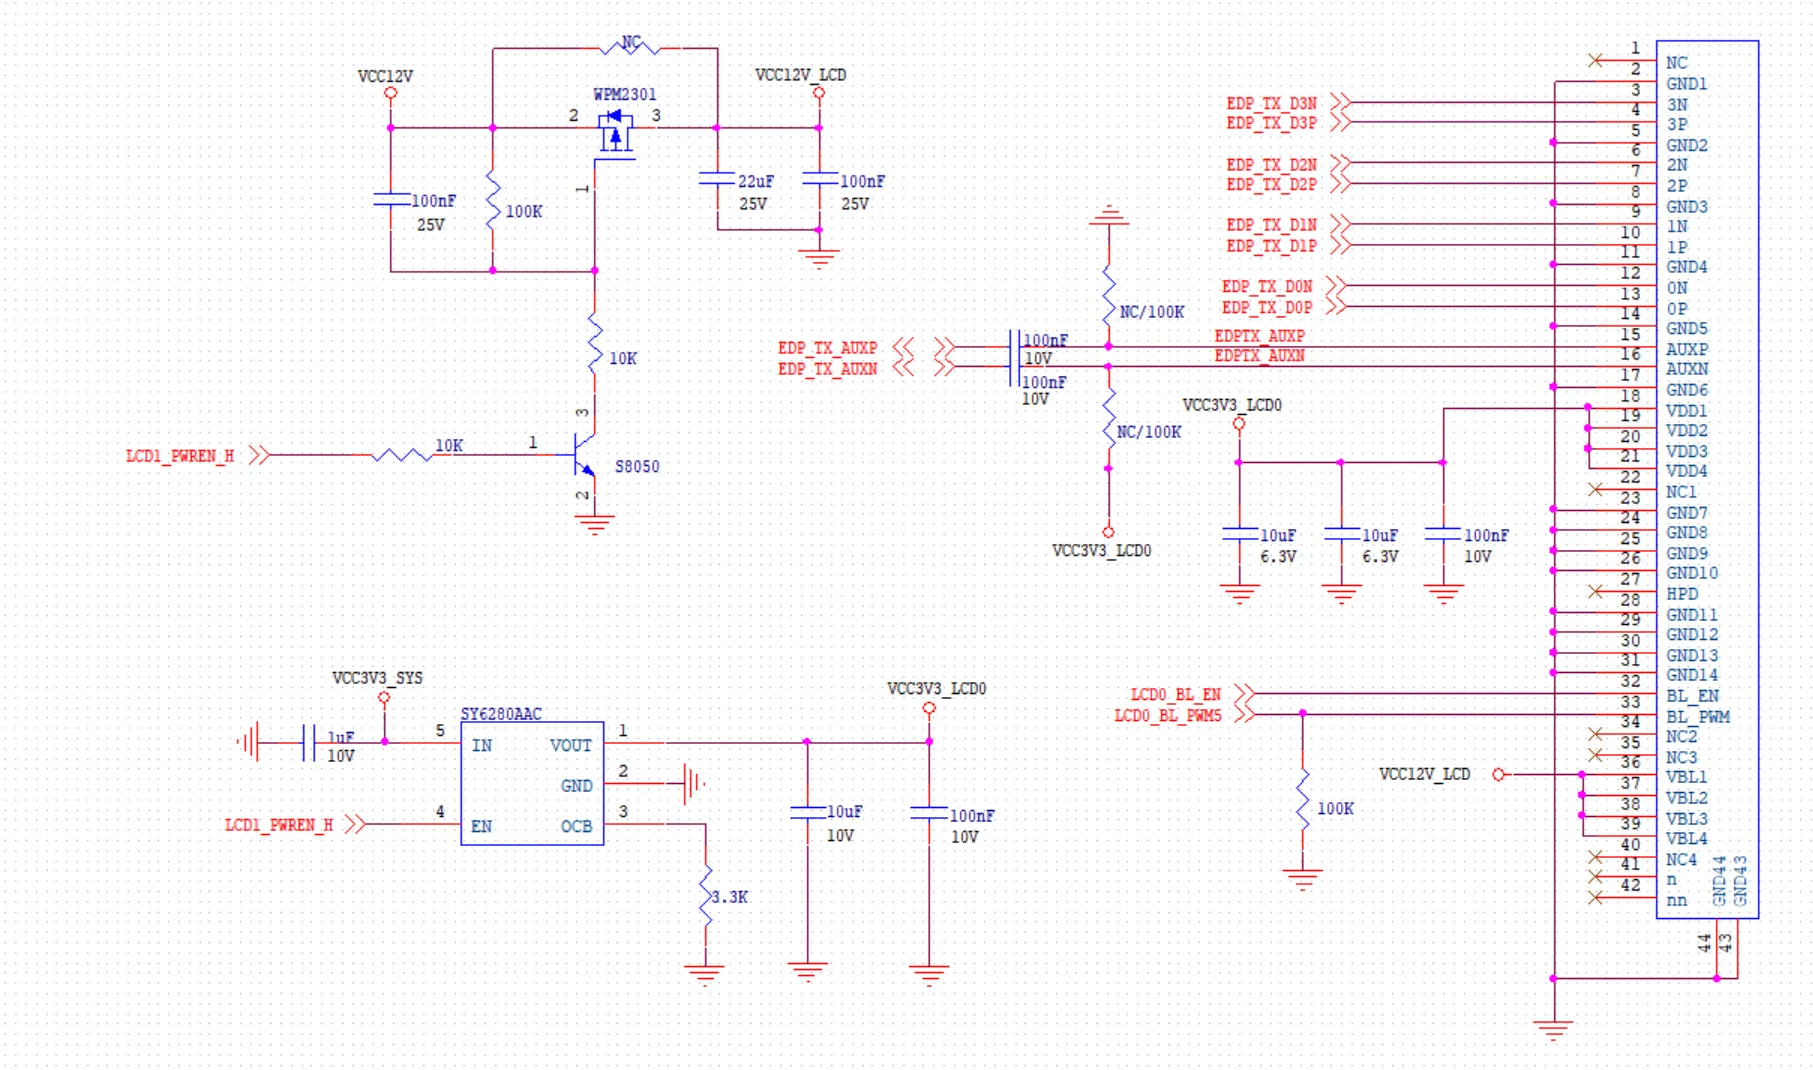 NC
VCC12V
VCC12V_LCD
WPM2301
2
3
1
100nF
25V
100K
22uF
25V
100nF
25V
10K
3
LCD1_PWREN_H
10K
1
S8050
2
EDP_TX_AUXP
EDP_TX_AUXN
100nF
10V
100nF
10V
NC/100K
NC/100K
VCC3V3_LCD0
EDPTX_AUXP
EDPTX_AUXN
EDP_TX_D3N
EDP_TX_D3P
EDP_TX_D2N
EDP_TX_D2P
EDP_TX_D1N
EDP_TX_D1P
EDP_TX_D0N
EDP_TX_D0P
VCC3V3_LCD0
10uF
6.3V
10uF
6.3V
100nF
10V
VCC3V3_SYS
1uF
10V
LCD1_PWREN_H
SY6280AAC
5
IN
4
EN
VOUT
1
GND
2
OCB
3
3.3K
VCC3V3_LCD0
10uF
10V
100nF
10V
LCD0_BL_EN
LCD0_BL_PWM5
100K
VCC12V_LCD
1 NC
2 GND1
3 3N
4 3P
5 GND2
6 2N
7 2P
8 GND3
9 1N
10 1P
11 GND4
12 0N
13 0P
14 GND5
15 AUXP
16 AUXN
17 GND6
18 VDD1
19 VDD2
20 VDD3
21 VDD4
22 NC1
23 GND7
24 GND8
25 GND9
26 GND10
27 HPD
28 GND11
29 GND12
30 GND13
31 GND14
32 BL_EN
33 BL_PWM
34 NC2
35 NC3
36 VBL1
37 VBL2
38 VBL3
39 VBL4
40 NC4
41 n
42 nn
GND44
GND43
44
43